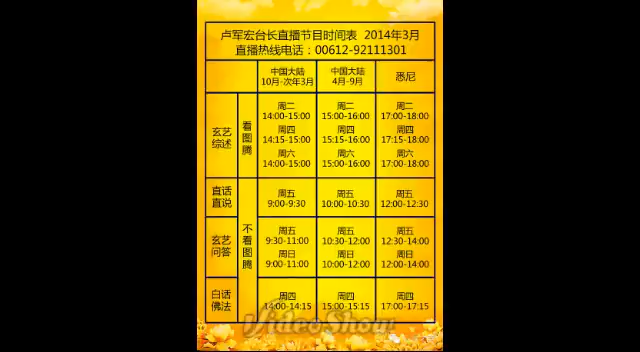 卢军宏台长直播节目时间表 2014年3月
直播热线电话：00612-92111301
中国大陆
10月-次年3月
中国大陆
4月-9月
悉尼
玄艺
综述
看
图
腾
周二
14:00-15:00
周四
14:15-15:00
周六
14:00-15:00
周二
15:00-16:00
周四
15:15-16:00
周六
15:00-16:00
周二
17:00-18:00
周四
17:15-18:00
周六
17:00-18:00
直话
直说
不
看
图
腾
周五
9:00-9:30
周五
10:00-10:30
周五
12:00-12:30
玄艺
问答
周五
9:30-11:00
周日
9:00-11:00
周五
10:30-12:00
周日
10:00-12:00
周五
12:30-14:00
周日
12:00-14:00
白话
佛法
周四
14:00-14:15
周四
15:00-15:15
周四
17:00-17:15
VideoShow